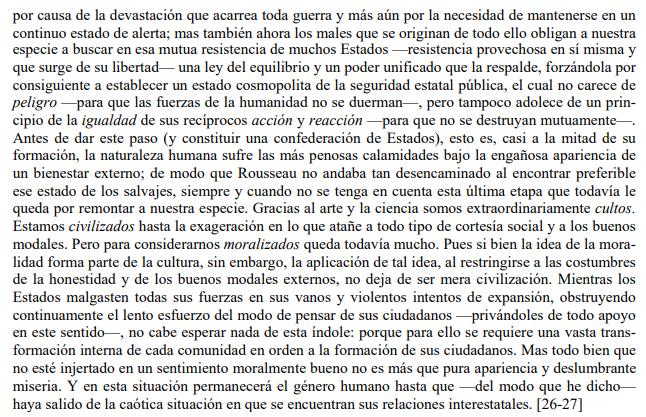 por causa de la devastación que acarrea toda guerra y más aún por la necesidad de mantenerse en un
continuo estado de alerta; mas también ahora los males que se originan de todo ello obligan a nuestra
especie a buscar en esa mutua resistencia de muchos Estados —resistencia provechosa en sí misma y
que surge de su libertad— una ley del equilibrio y un poder unificado que la respalde, forzándola por
consiguiente a establecer un estado cosmopolita de la seguridad estatal pública, el cual no carece de
peligro —para que las fuerzas de la humanidad no se duerman—, pero tampoco adolece de un prin-
cipio de la igualdad de sus recíprocos acción y reacción —para que no se destruyan mutuamente—.
Antes de dar este paso (y constituir una confederación de Estados), esto es, casi a la mitad de su
formación, la naturaleza humana sufre las más penosas calamidades bajo la engañosa apariencia de
un bienestar externo; de modo que Rousseau no andaba tan desencaminado al encontrar preferible
ese estado de los salvajes, siempre y cuando no se tenga en cuenta esta última etapa que todavía le
queda por remontar a nuestra especie. Gracias al arte y la ciencia somos extraordinariamente cultos.
Estamos civilizados hasta la exageración en lo que atañe a todo tipo de cortesía social y a los buenos
modales. Pero para considerarnos moralizados queda todavía mucho. Pues si bien la idea de la mora-
lidad forma parte de la cultura, sin embargo, la aplicación de tal idea, al restringirse a las costumbres
de la honestidad y de los buenos modales externos, no deja de ser mera civilización. Mientras los
Estados malgasten todas sus fuerzas en sus vanos y violentos intentos de expansión, obstruyendo
continuamente el lento esfuerzo del modo de pensar de sus ciudadanos —privándoles de todo apoyo
en este sentido—, no cabe esperar nada de esta índole: porque para ello se requiere una vasta trans-
formación interna de cada comunidad en orden a la formación de sus ciudadanos. Mas todo bien que
no esté injertado en un sentimiento moralmente bueno no es más que pura apariencia y deslumbrante
miseria. Y en esta situación permanecerá el género humano hasta que —del modo que he dicho—
haya salido de la caótica situación en que se encuentran sus relaciones interestatales. [26-27]